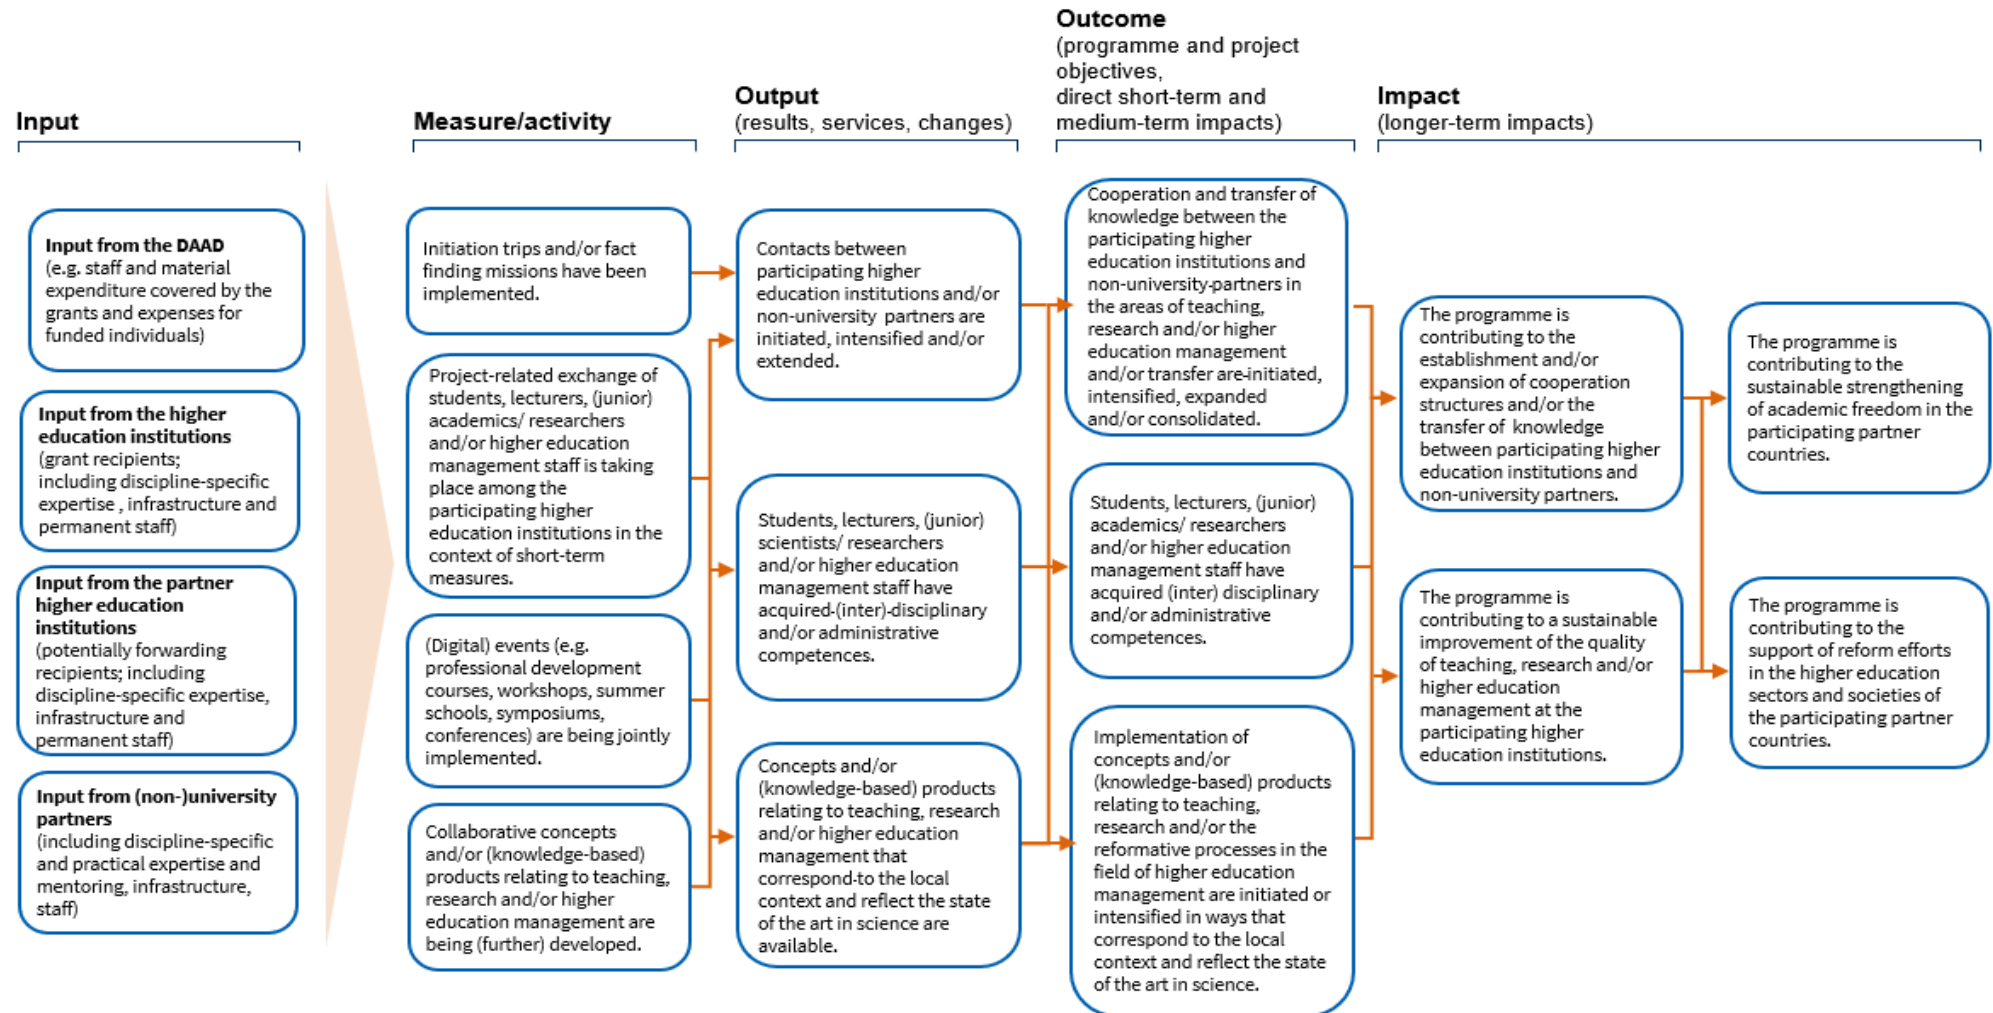 Input
Measure/activity
Output
(results, services, changes)
Outcome
(programme and project
objectives,
direct short-term and
medium-term impacts)
Impact
(longer-term impacts)
Input from the DAAD
(e.g. staff and material
expenditure covered by the
grants and expenses for
funded individuals)
Input from the higher
education institutions
(grant recipients;
including discipline-specific
expertise , infrastructure and
permanent staff)
Input from the partner
higher education
institutions
(potentially forwarding
recipients; including
discipline-specific expertise,
infrastructure and
permanent staff)
Input from (non-)university
partners
(including discipline-specific
and practical expertise and
mentoring, infrastructure,
staff)
Initiation trips and/or fact
finding missions have been
implemented.
Project-related exchange of
students, lecturers, (junior)
academics/ researchers
and/or higher education
management staff is taking
place among the
participating higher
education institutions in the
context of short-term
measures.
(Digital) events (e.g.
professional development
courses, workshops, summer
schools, symposiums,
conferences) are being jointly
implemented.
Collaborative concepts
and/or (knowledge-based)
products relating to teaching,
research and/or higher
education management are
being (further) developed.
Contacts between
participating higher
education institutions and/or
non-university partners are
initiated, intensified and/or
extended.
Students, lecturers, (junior)
scientists/ researchers
and/or higher education
management staff have
acquired-(inter)-disciplinary
and/or administrative
competences.
Concepts and/or
(knowledge-based) products
relating to teaching, research
and/or higher education
management that
correspond-to the local
context and reflect the state
of the art in science are
available.
Cooperation and transfer of
knowledge between the
participating higher
education institutions and
non-university-partners in
the areas of teaching,
research and/or higher
education management
and/or transfer are-initiated,
intensified, expanded
and/or consolidated.
Students, lecturers, (junior)
academics/ researchers
and/or higher education
management staff have
acquired (inter) disciplinary
and/or administrative
competences.
Implementation of
concepts and/or
(knowledge-based) products
relating to teaching,
research and/or the
reformative processes in the
field of higher education
management are initiated or
intensified in ways that
correspond to the local
context and reflect the state
of the art in science.
The programme is
contributing to the
establishment and/or
expansion of cooperation
structures and/or the
transfer of knowledge
between participating higher
education institutions and
non-university partners.
The programme is
contributing to a sustainable
improvement of the quality
of teaching, research and/or
higher education
management at the
participating higher
education institutions.
The programme is
contributing to the
sustainable strengthening
of academic freedom in the
participating partner
countries.
The programme is
contributing to the
support of reform efforts
in the higher education
sectors and societies of
the participating partner
countries.